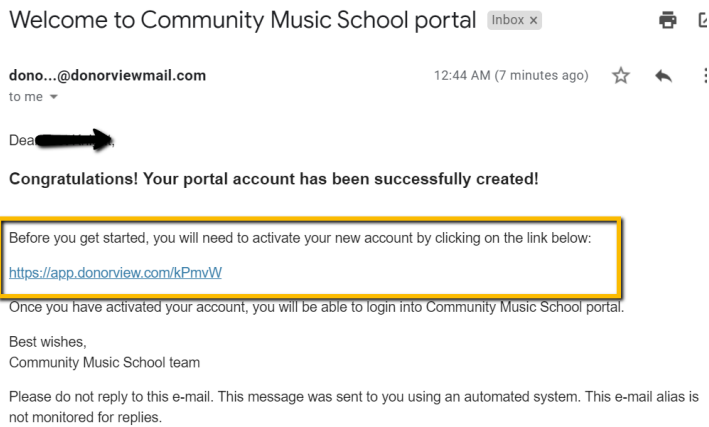 Welcome to Community Music School portal Inbox x
dono...@donorviewmail.com 12:44 AM (7 minutes ago)
to me
Dea ,
Congratulations! Your portal account has been successfully created!
Before you get started, you will need to activate your new account by clicking on the link below:
https://app.donorview.com/kPmvW
Once you have activated your account, you will be able to login into Community Music School portal.
Best wishes,
Community Music School team
Please do not reply to this e-mail. This message was sent to you using an automated system. This e-mail alias is
not monitored for replies.